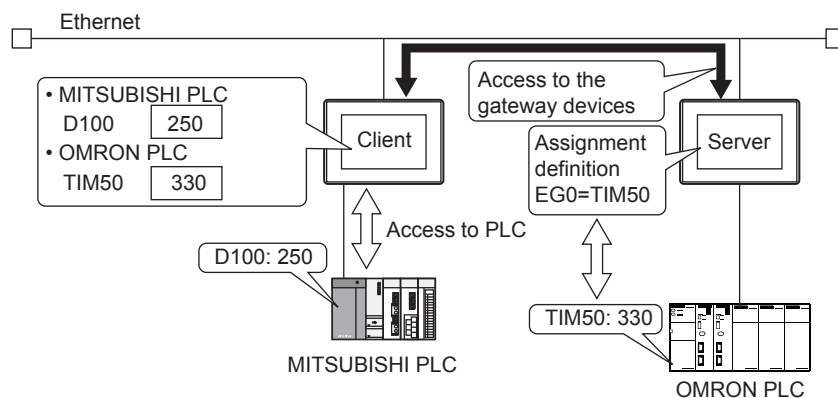 Ethernet
• MITSUBISHI PLC
D100 250
• OMRON PLC
TIM50 330
Client
Access to the
gateway devices
Assignment
definition
EG0=TIM50
Server
Access to PLC
D100: 250
MITSUBISHI PLC
TIM50: 330
OMRON PLC